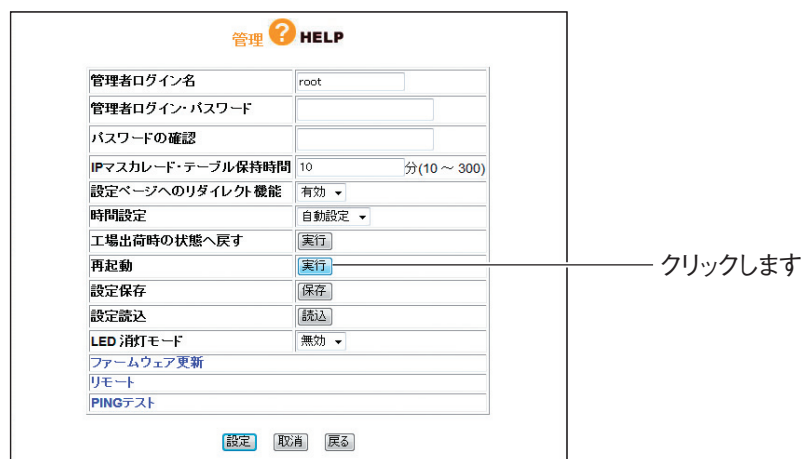 管理 ? HELP
管理者ログイン名 root
管理者ログイン・パスワード
パスワードの確認
IPマスカレード・テーブル保持時間 10 分(10 ～ 300)
設定ページへのリダイレクト機能 有効
時間設定 自動設定
工場出荷時の状態へ戻す 実行
再起動 実行 クリックします
設定保存 保存
設定読込 読込
LED 消灯モード 無効
ファームウェア更新
リモート
PINGテスト
設定 取消 戻る